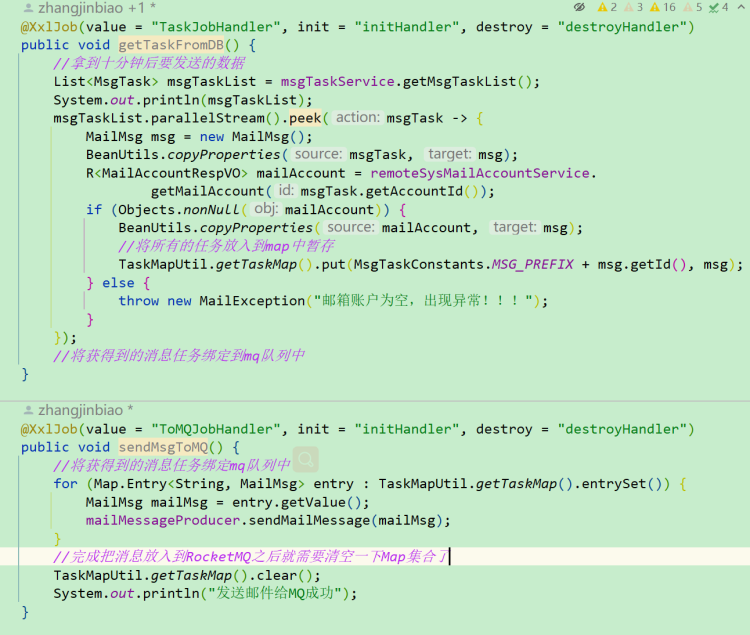 zhangjinbiao +1 *
2 3 16 5 4
@XxlJob(value = "TaskJobHandler", init = "initHandler", destroy = "destroyHandler")
public void getTaskFromDB() {
//拿到十分钟后要发送的数据
List<MsgTask> msgTaskList = msgTaskService.getMsgTaskList();
System.out.println(msgTaskList);
msgTaskList.parallelStream().peek( action: msgTask -> {
MailMsg msg = new MailMsg();
BeanUtils.copyProperties( source: msgTask, target: msg);
R<MailAccountRespVO> mailAccount = remoteSysMailAccountService.
getMailAccount( id: msgTask.getAccountId());
if (Objects.nonNull( obj: mailAccount)) {
BeanUtils.copyProperties( source: mailAccount, target: msg);
//将所有的任务放入到map中暂存
TaskMapUtil.getTaskMap().put(MsgTaskConstants.MSG_PREFIX + msg.getId(), msg);
} else {
throw new MailException("邮箱账户为空，出现异常！！！");
}
});
//将获得到的消息任务绑定到mq队列中
}
zhangjinbiao *
@XxlJob(value = "ToMQJobHandler", init = "initHandler", destroy = "destroyHandler")
public void sendMsgToMQ() {
//将获得到的消息任务绑定mq队列中
for (Map.Entry<String, MailMsg> entry : TaskMapUtil.getTaskMap().entrySet()) {
MailMsg mailMsg = entry.getValue();
mailMessageProducer.sendMailMessage(mailMsg);
}
//完成把消息放入到RocketMQ之后就需要清空一下Map集合了
TaskMapUtil.getTaskMap().clear();
System.out.println("发送邮件给MQ成功");
}